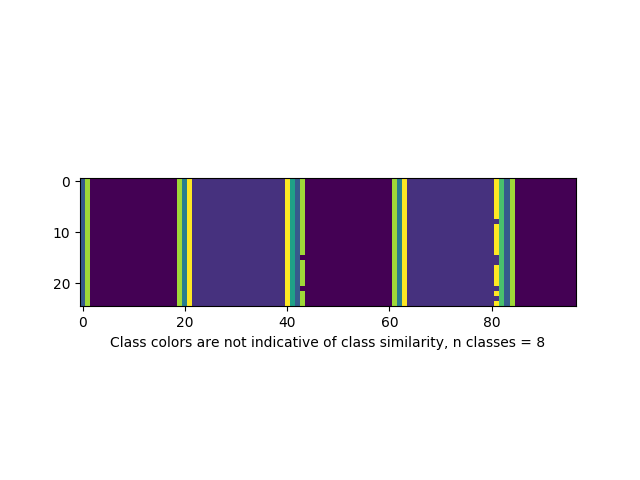 0
10
20
0 20 40 60 80
Class colors are not indicative of class similarity, n classes = 8